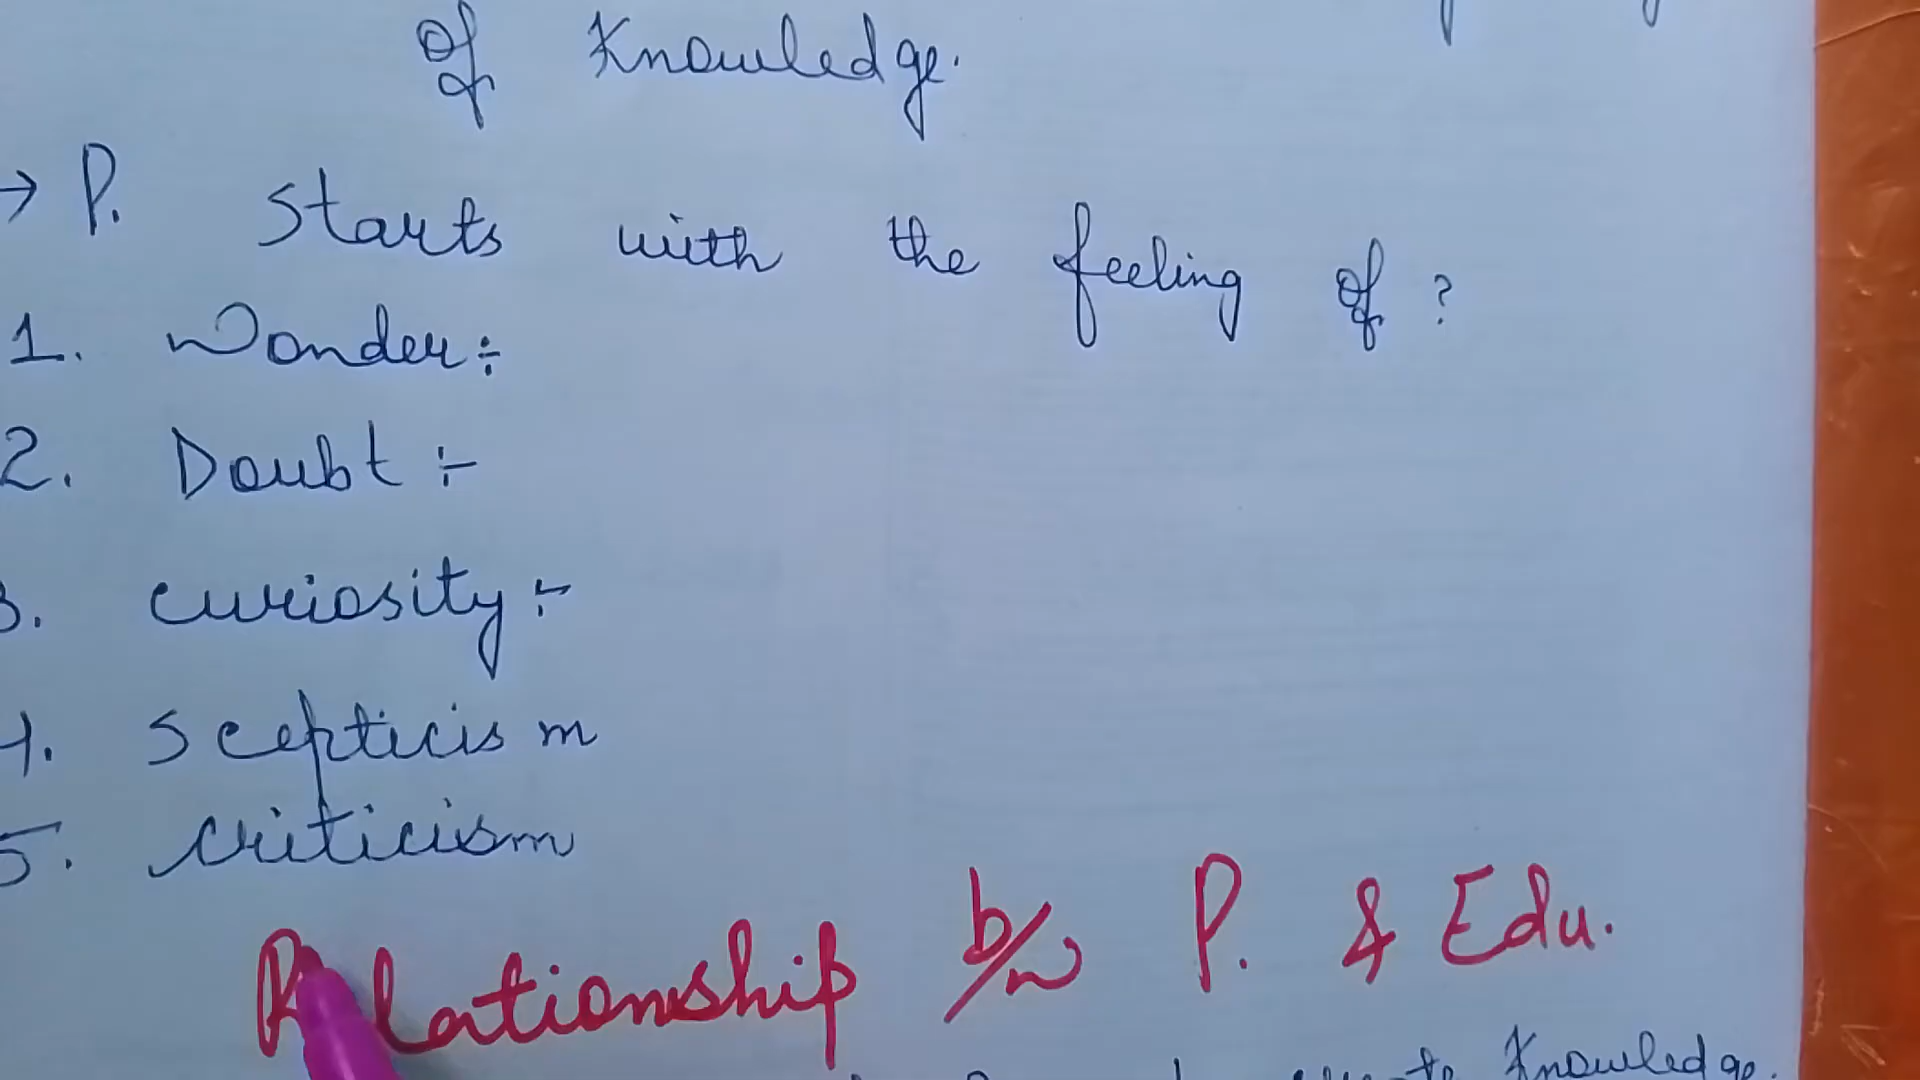 of Knowledge.
→ P. starts with the feeling of ?
1. Wonder :-
2. Doubt :-
3. curiosity :-
4. scepticism
5. criticism
Relationship b/w P. & Edu.
Knowledge.